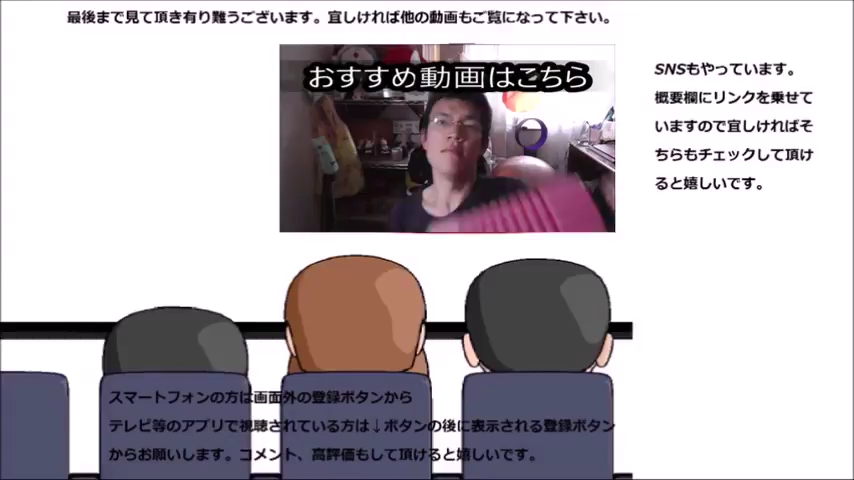 最後まで見て頂き有り難うございます。宜しければ他の動画もご覧になって下さい。
おすすめ動画はこちら
SNSもやっています。
概要欄にリンクを乗せて
いますので宜しければそ
ちらもチェックして頂け
ると嬉しいです。
スマートフォンの方は画面外の登録ボタンから
テレビ等のアプリで視聴されている方は↓ボタンの後に表示される登録ボタン
からお願いします。コメント、高評価もして頂けると嬉しいです。